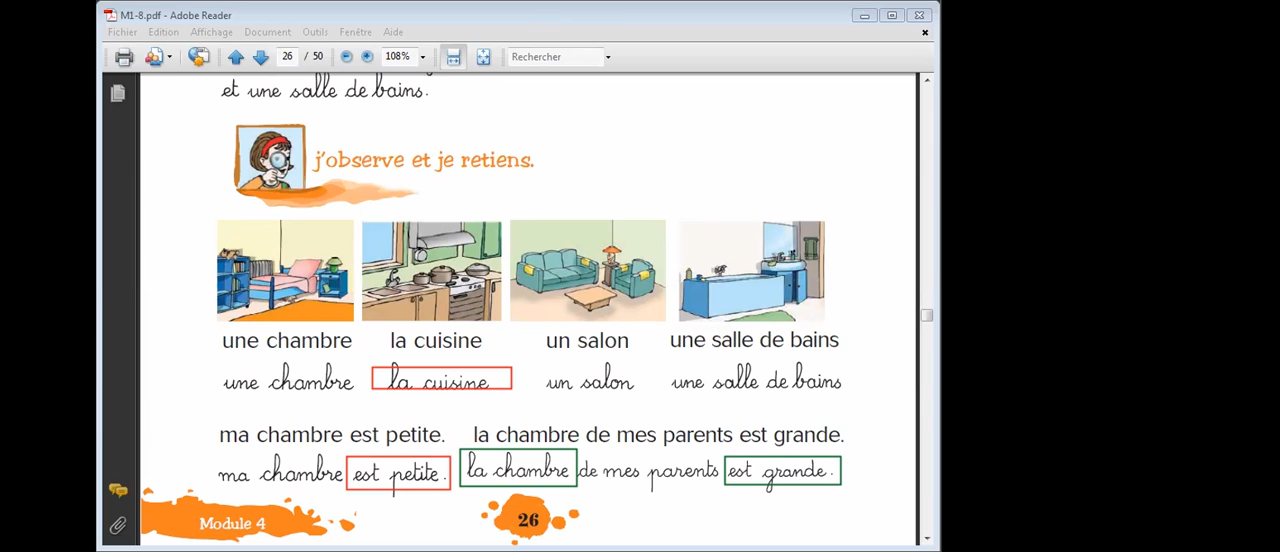 M1-8.pdf - Adobe Reader
Fichier Edition Affichage Document Outils Fenêtre Aide
26 / 50 108% Rechercher
et une salle de bains.
j'observe et je retiens.
une chambre la cuisine un salon une salle de bains
une chambre la cuisine un salon une salle de bains
ma chambre est petite. la chambre de mes parents est grande.
ma chambre est petite. la chambre de mes parents est grande.
Module 4 26